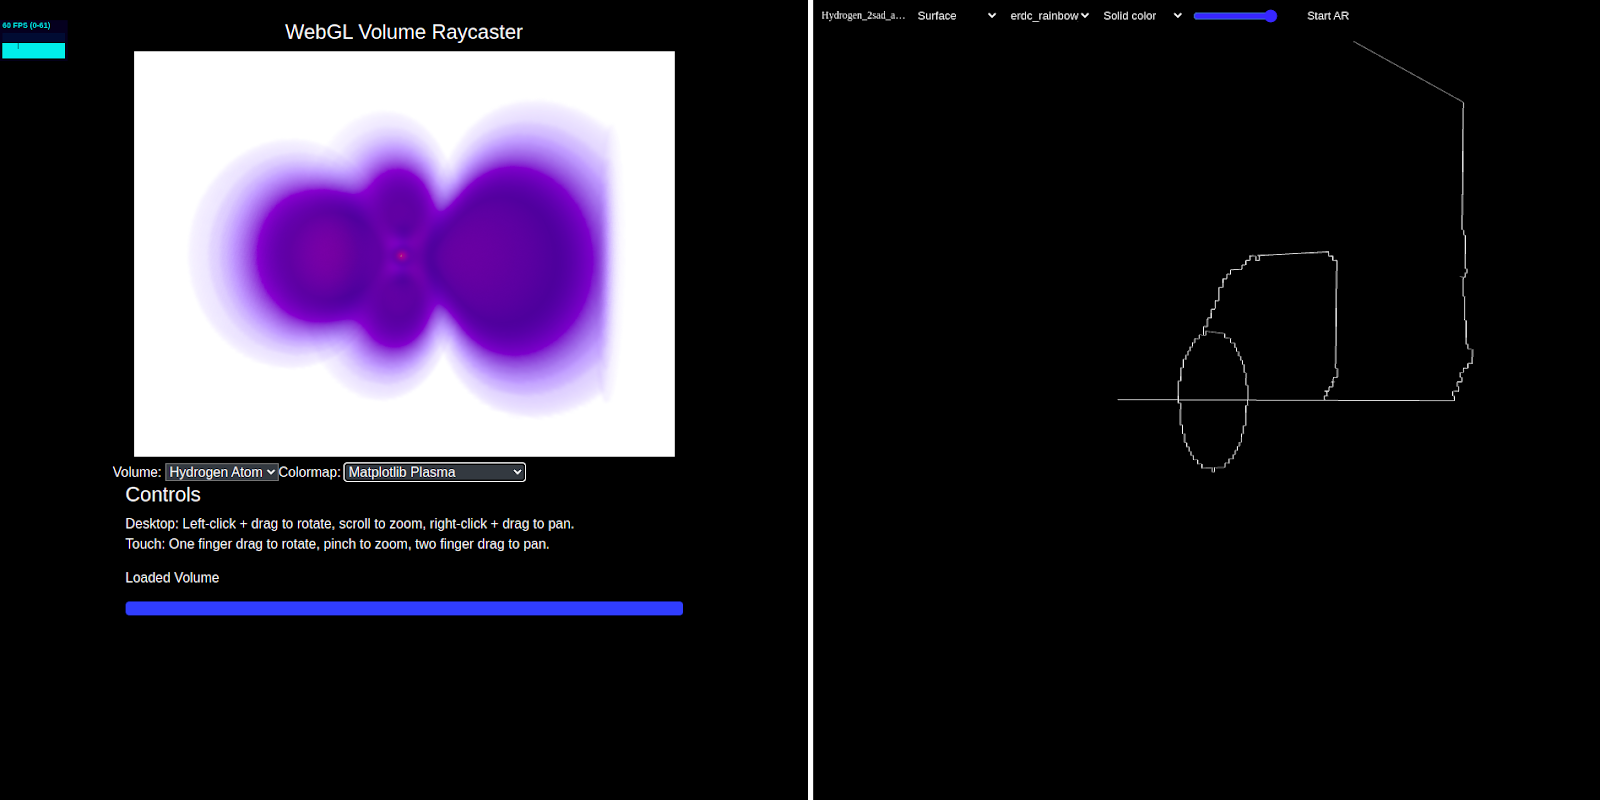 60 FPS (0-61)
WebGL Volume Raycaster
Volume: Hydrogen Atom Colormap: Matplotlib Plasma
Controls
Desktop: Left-click + drag to rotate, scroll to zoom, right-click + drag to pan.
Touch: One finger drag to rotate, pinch to zoom, two finger drag to pan.
Loaded Volume
Hydrogen_2sad_a... Surface erdc_rainbow Solid color Start AR